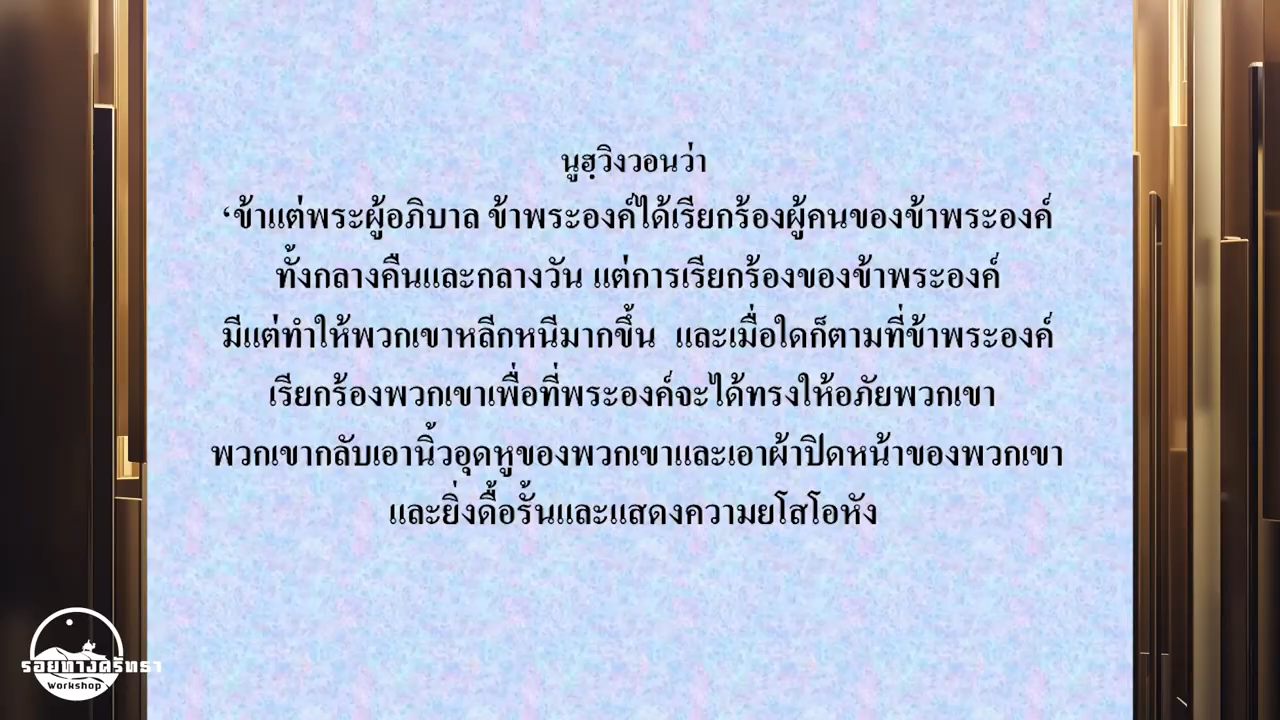 นูฮฺวิงวอนว่า
‘ข้าแต่พระผู้อภิบาล ข้าพระองค์ได้เรียกร้องผู้คนของข้าพระองค์
ทั้งกลางคืนและกลางวัน แต่การเรียกร้องของข้าพระองค์
มีแต่ทำให้พวกเขาหลีกหนีมากขึ้น และเมื่อใดก็ตามที่ข้าพระองค์
เรียกร้องพวกเขาเพื่อที่พระองค์จะได้ทรงให้อภัยพวกเขา
พวกเขากลับเอานิ้วอุดหูของพวกเขาและเอาผ้าปิดหน้าของพวกเขา
และยิ่งดื้อรั้นและแสดงความยโสโอหัง
รอยทางศรัทธา
workshop